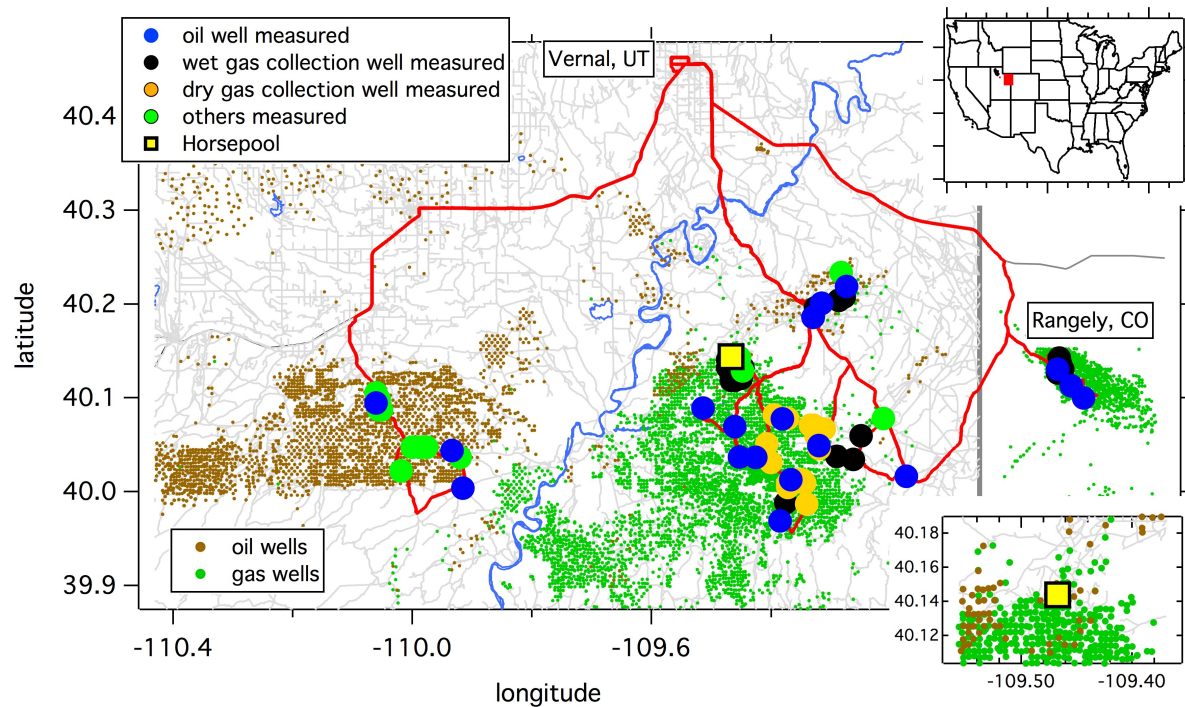 oil well measured
wet gas collection well measured
dry gas collection well measured
others measured
Horsepool
Vernal, UT
Rangely, CO
latitude
40.4
40.3
40.2
40.1
40.0
39.9
oil wells
gas wells
-110.4
-110.0
-109.6
longitude
40.18
40.16
40.14
40.12
-109.50
-109.40